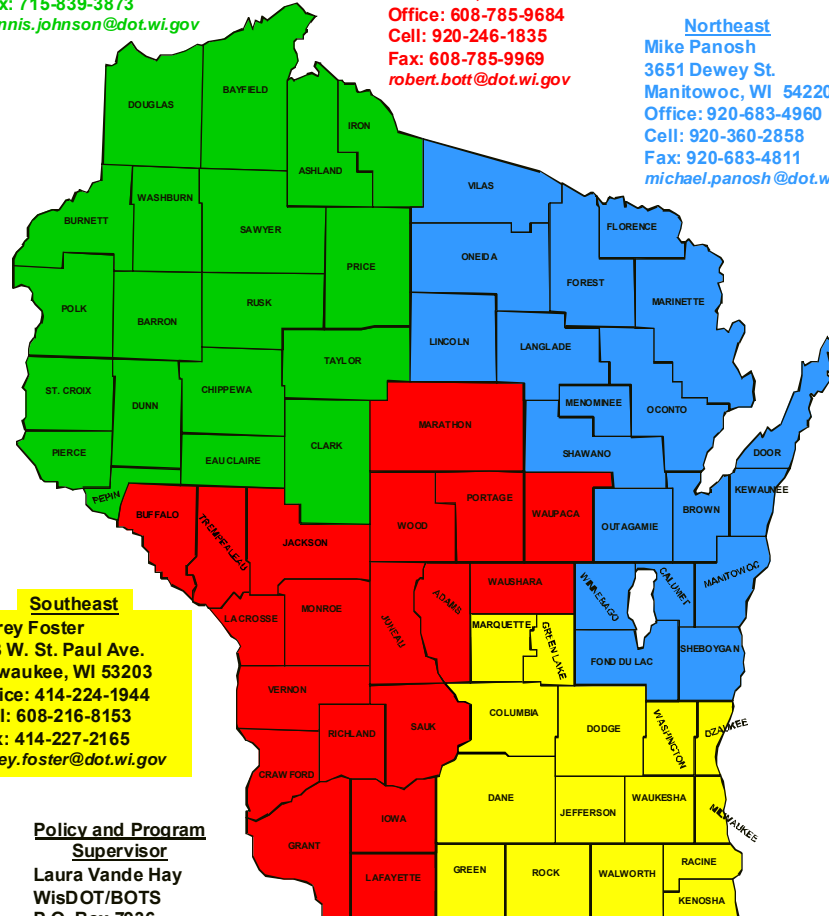 x: 715-839-3873
nnis.johnson@dot.wi.gov
Office: 608-785-9684
Cell: 920-246-1835
Fax: 608-785-9969
robert.bott@dot.wi.gov
Northeast
Mike Panosh
3651 Dewey St.
Manitowoc, WI 54220
Office: 920-683-4960
Cell: 920-360-2858
Fax: 920-683-4811
michael.panosh@dot.w
DOUGLAS
BAYFIELD
IRON
ASHLAND
VILAS
WASHBURN
BURNETT
SAWYER
FLORENCE
ONEIDA
PRICE
FOREST
MARINETTE
RUSK
POLK
BARRON
LINCOLN
LANGLADE
TAYLOR
ST. CROIX
CHIPPEWA
DUNN
MENOMINEE
OCONTO
MARATHON
CLARK
PIERCE
EAU CLAIRE
SHAWANO
DOOR
PEPIN
KEWAUNEE
PORTAGE
BROWN
BUFFALO
TREMPEALEAU
WOOD
WAUPACA
OUTAGAMIE
JACKSON
WAUSHARA
WINNEBAGO
CALUMET
MANITOWOC
LACROSSE
MONROE
JUNEAU
ADAMS
MARQUETTE
GREEN LAKE
FOND DU LAC
SHEBOYGAN
VERNON
COLUMBIA
DODGE
WASHINGTON
OZAUKEE
RICHLAND
SAUK
CRAWFORD
DANE
JEFFERSON
WAUKESHA
MILWAUKEE
IOWA
GRANT
LAFAYETTE
GREEN
ROCK
WALWORTH
RACINE
KENOSHA
Southeast
rey Foster
W. St. Paul Ave.
waukee, WI 53203
ice: 414-224-1944
l: 608-216-8153
x: 414-227-2165
ey.foster@dot.wi.gov
Policy and Program
Supervisor
Laura Vande Hay
WisDOT/BOTS